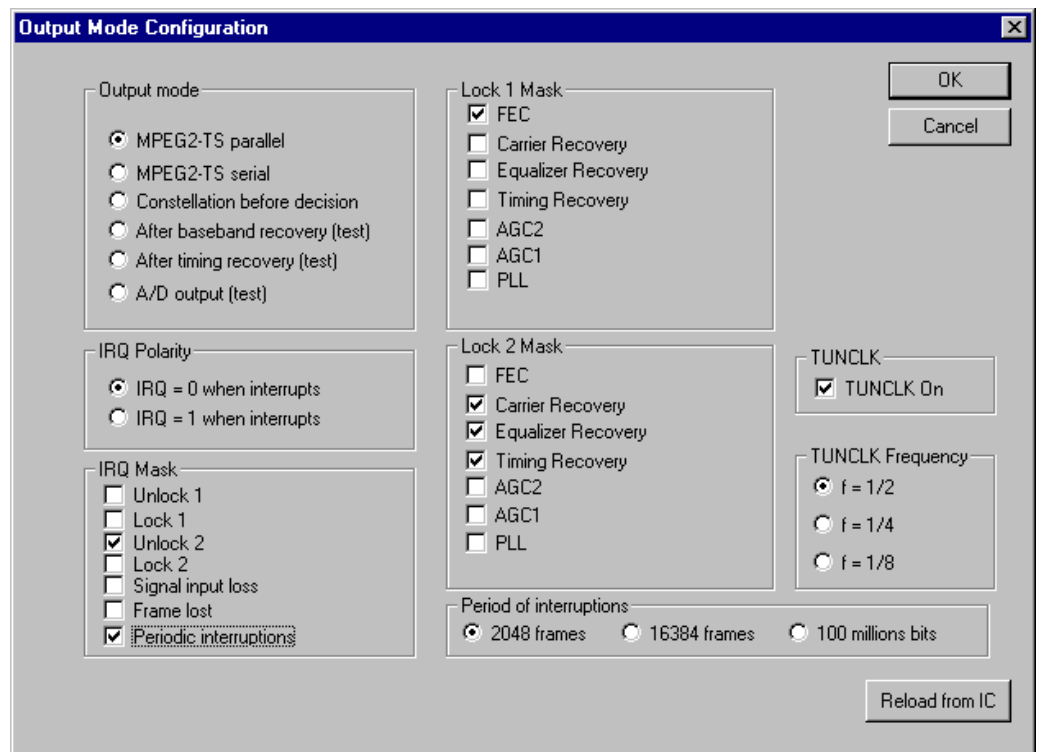 Output Mode Configuration
Output mode
MPEG2-TS parallel
MPEG2-TS serial
Constellation before decision
After baseband recovery (test)
After timing recovery (test)
A/D output (test)
IRQ Polarity
IRQ = 0 when interrupts
IRQ = 1 when interrupts
IRQ Mask
Unlock 1
Lock 1
Unlock 2
Lock 2
Signal input loss
Frame lost
Periodic interruptions
Lock 1 Mask
FEC
Carrier Recovery
Equalizer Recovery
Timing Recovery
AGC2
AGC1
PLL
Lock 2 Mask
FEC
Carrier Recovery
Equalizer Recovery
Timing Recovery
AGC2
AGC1
PLL
Period of interruptions
2048 frames 16384 frames 100 millions bits
OK
Cancel
TUNCLK
TUNCLK On
TUNCLK Frequency
f = 1/2
f = 1/4
f = 1/8
Reload from IC